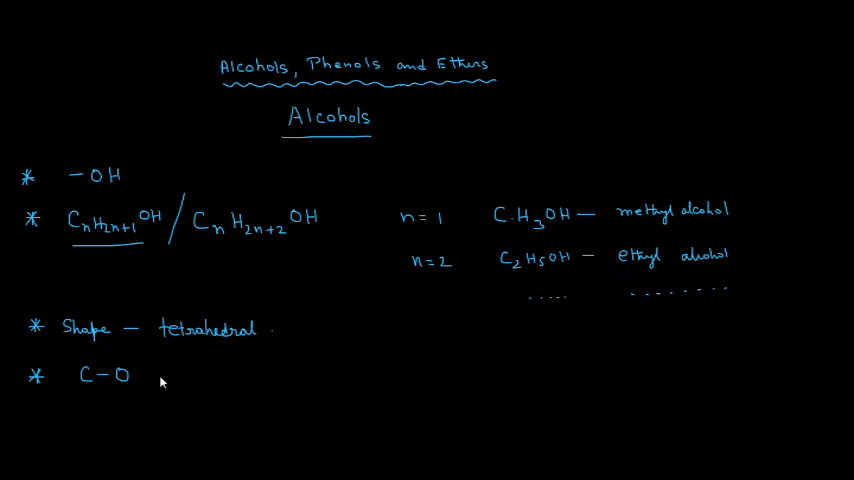 Alcohols, Phenols and Ethers
Alcohols
* -OH
* CnH2n+1OH / CnH2n+2OH
n=1 C.H3OH — methyl alcohol
n=2 C2H5OH — ethyl alcohol
..... ........
* Shape — tetrahedral .
* C-O